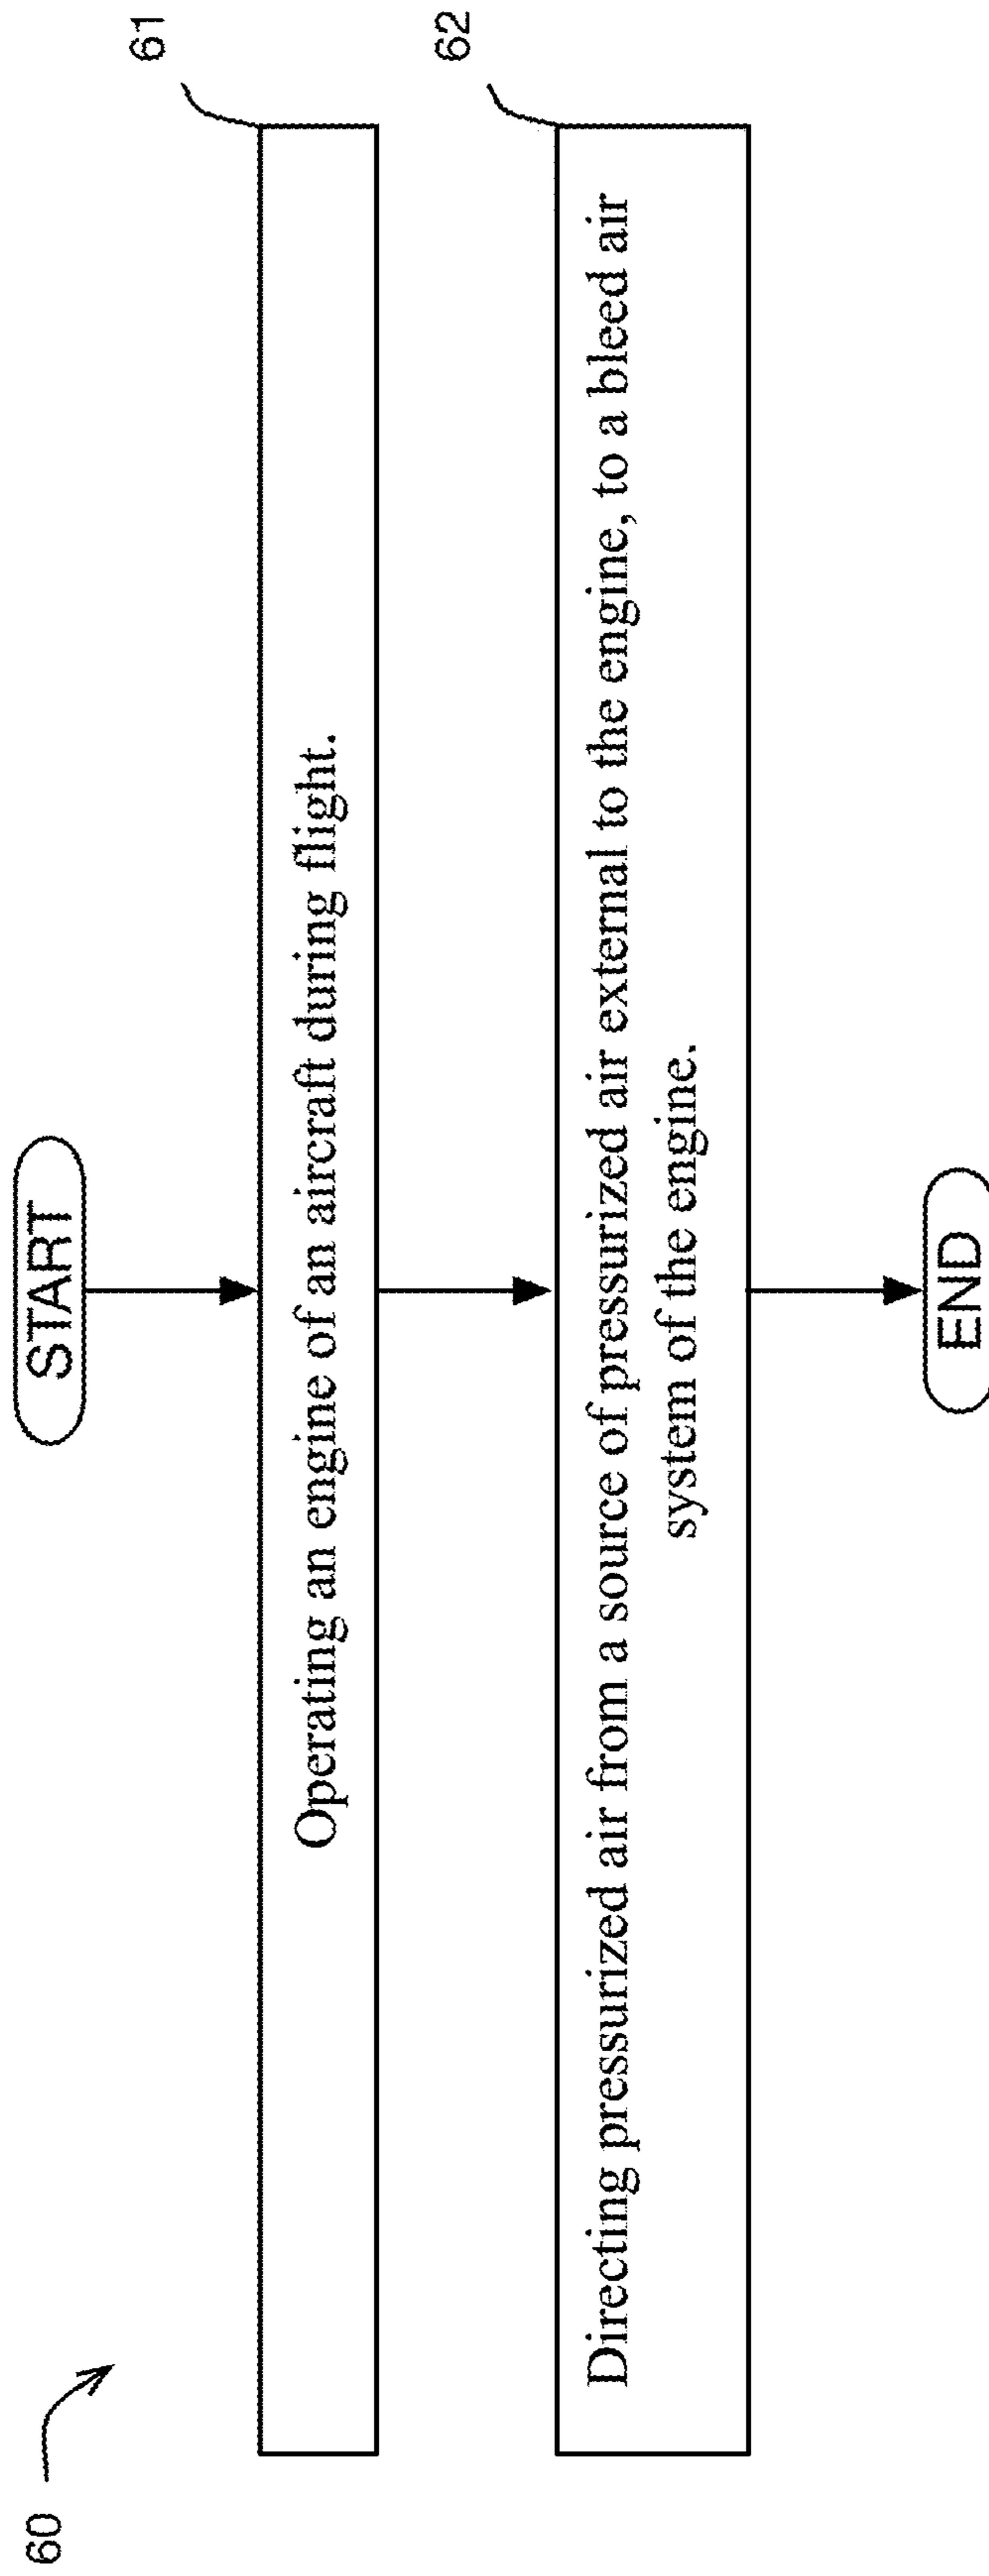 60
START
61
Operating an engine of an aircraft during flight.
62
Directing pressurized air from a source of pressurized air external to the engine, to a bleed air
system of the engine.
END